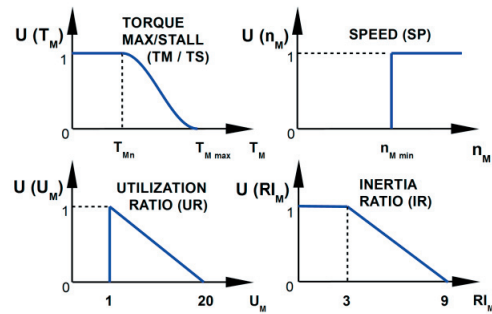 U (T_M)
TORQUE
MAX/STALL
(TM / TS)
1
0
T_Mn
T_M max
T_M
U (n_M)
SPEED (SP)
1
0
n_M min
n_M
U (U_M)
UTILIZATION
RATIO (UR)
1
0
1
20
U_M
U (RI_M)
INERTIA
RATIO (IR)
1
0
3
9
RI_M